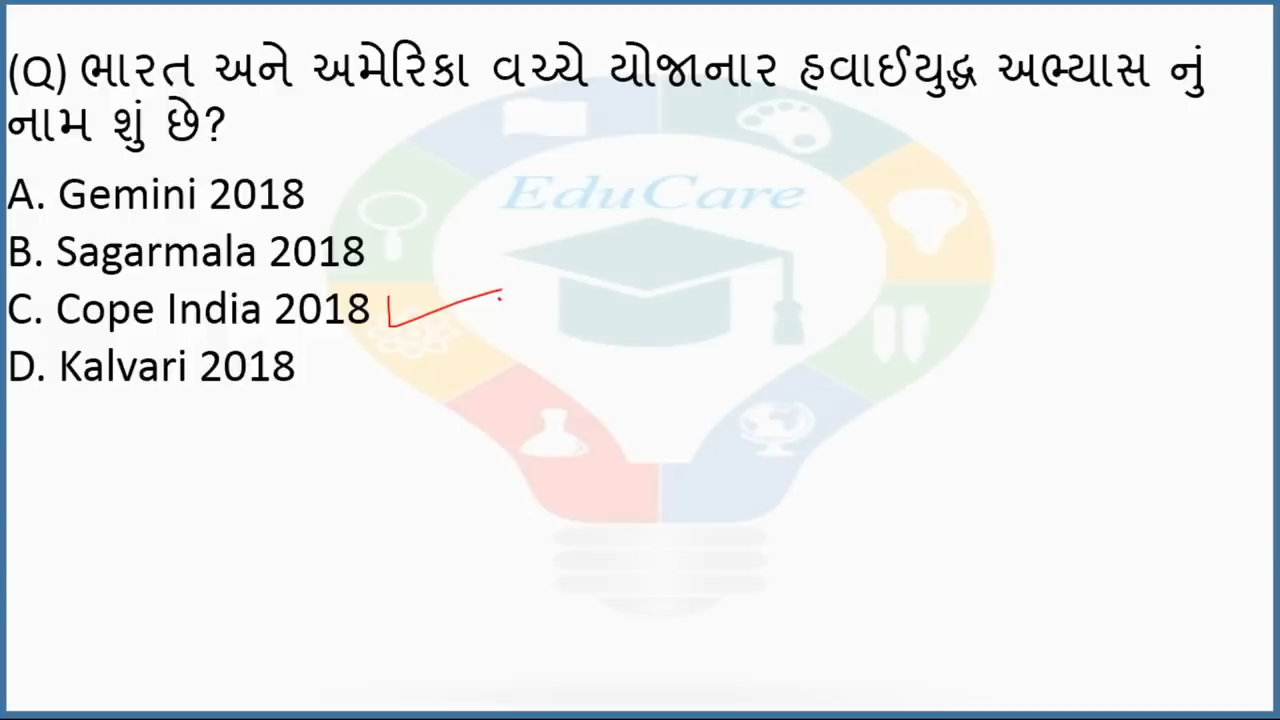 (Q) ભારત અને અમેરિકા વચ્ચે યોજાનાર હવાઈયુદ્ધ અભ્યાસ નું
નામ શું છે?
EduCare
A. Gemini 2018
B. Sagarmala 2018
C. Cope India 2018
D. Kalvari 2018